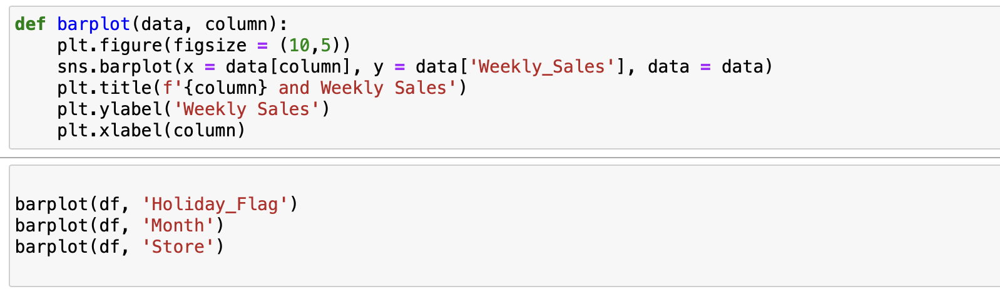 def barplot(data, column):
    plt.figure(figsize = (10,5))
    sns.barplot(x = data[column], y = data['Weekly_Sales'], data = data)
    plt.title(f'{column} and Weekly Sales')
    plt.ylabel('Weekly Sales')
    plt.xlabel(column)
barplot(df, 'Holiday_Flag')
barplot(df, 'Month')
barplot(df, 'Store')